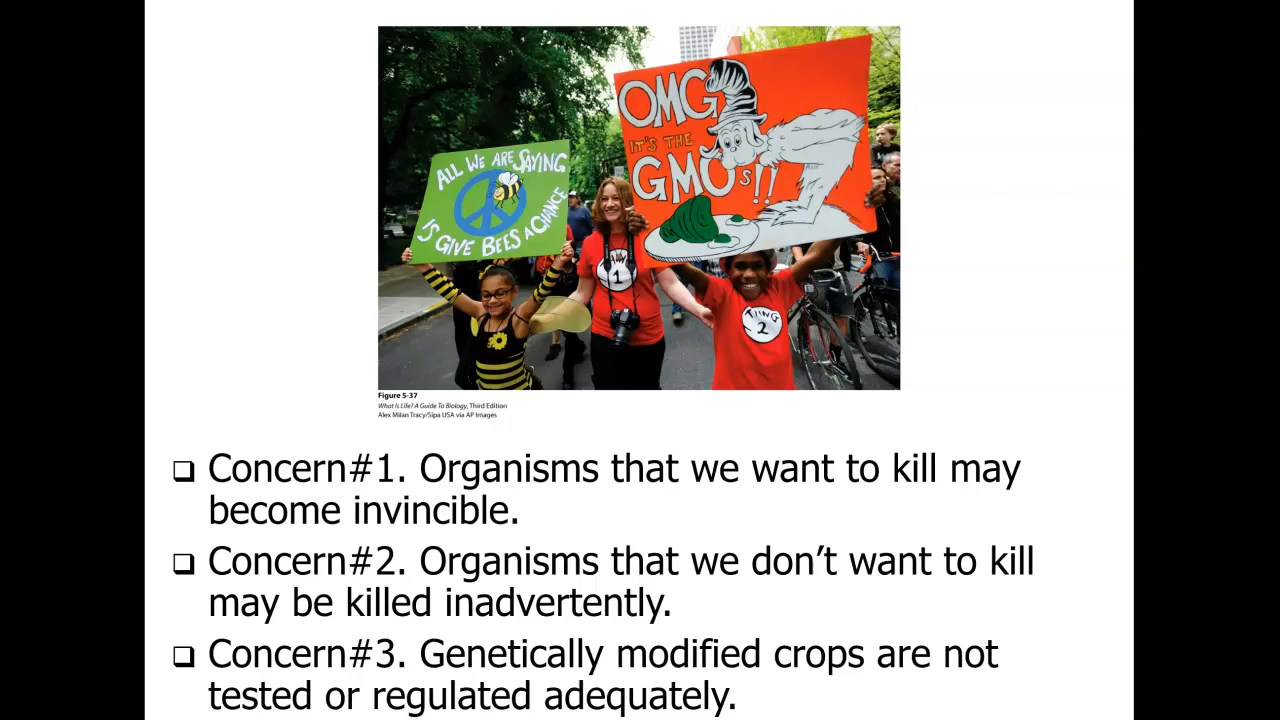 ALL WE ARE SAYING
IS GIVE BEES A CHANCE
OMG
IT'S THE
GMOs!!
1
THING
2
Figure 5-37
What Is Life? A Guide To Biology, Third Edition
Alex Milan Tracy/Sipa USA via AP Images
❑ Concern#1. Organisms that we want to kill may
become invincible.
❑ Concern#2. Organisms that we don’t want to kill
may be killed inadvertently.
❑ Concern#3. Genetically modified crops are not
tested or regulated adequately.